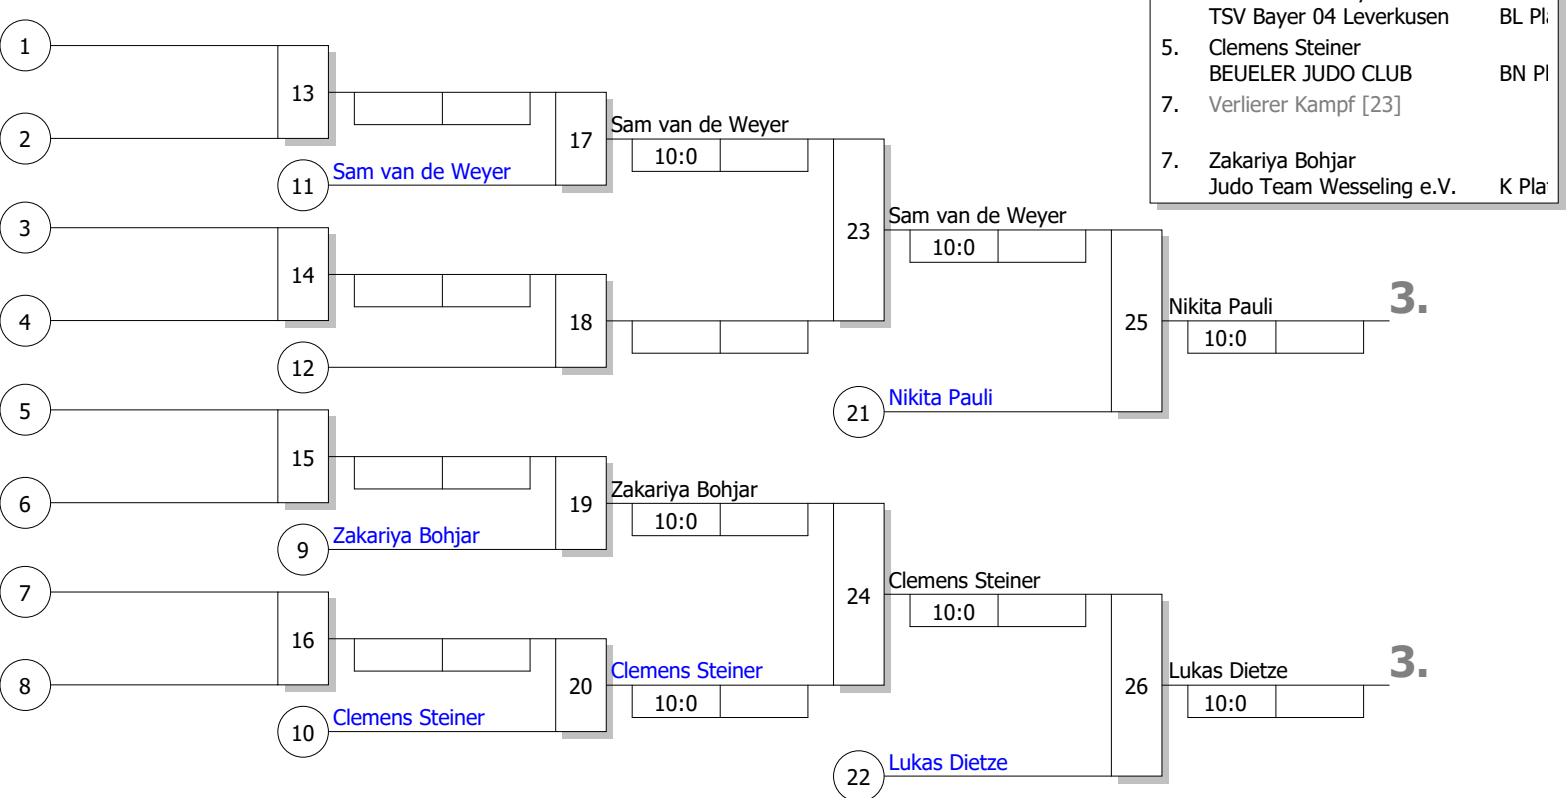 TSV Bayer 04 Leverkusen BL
5. Clemens Steiner
BEUELER JUDO CLUB BN
7. Verlierer Kampf [23]
7. Zakariya Bohjar
Judo Team Wesseling e.V. K
1
13
2
17
Sam van de Weyer
10:0
11
Sam van de Weyer
3
23
Sam van de Weyer
10:0
14
4
18
12
25
Nikita Pauli
10:0
3.
21
Nikita Pauli
5
15
6
19
Zakariya Bohjar
10:0
9
Zakariya Bohjar
7
24
Clemens Steiner
10:0
16
8
20
Clemens Steiner
10:0
10
Clemens Steiner
26
Lukas Dietze
10:0
3.
22
Lukas Dietze